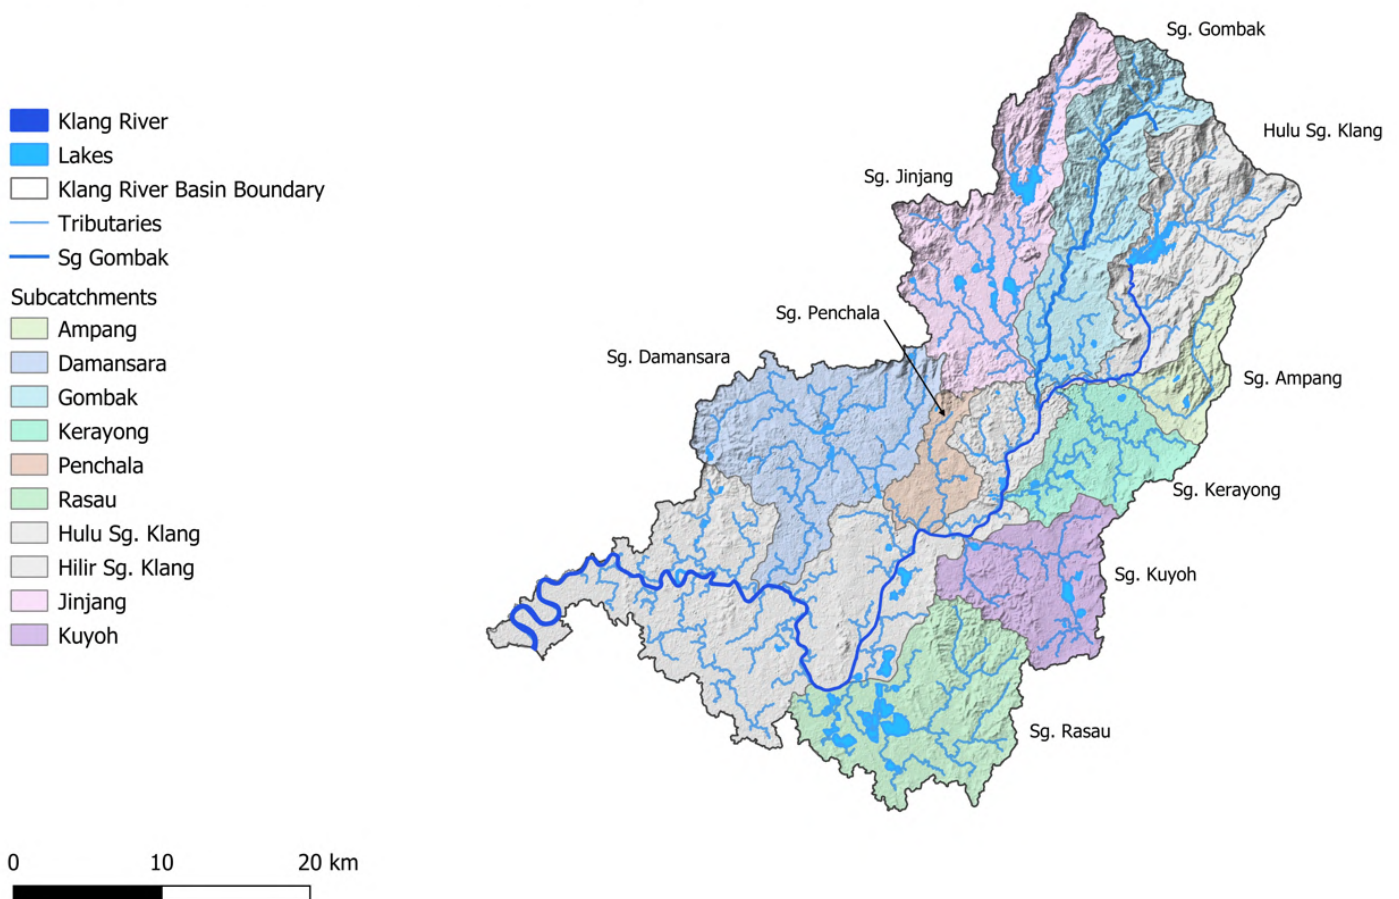 Klang River
Lakes
Klang River Basin Boundary
Tributaries
Sg Gombak
Subcatchments
Ampang
Damansara
Gombak
Kerayong
Penchala
Rasau
Hulu Sg. Klang
Hilir Sg. Klang
Jinjang
Kuyoh
0 10 20 km
Sg. Gombak
Hulu Sg. Klang
Sg. Jinjang
Sg. Penchala
Sg. Damansara
Sg. Ampang
Sg. Kerayong
Sg. Kuyoh
Sg. Rasau